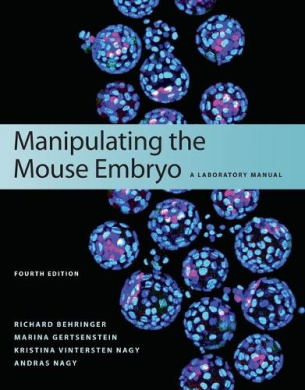 Manipulating the
Mouse Embryo A LABORATORY MANUAL
FOURTH EDITION
RICHARD BEHRINGER
MARINA GERTSENSTEIN
KRISTINA VINTERSTEN NAGY
ANDRAS NAGY